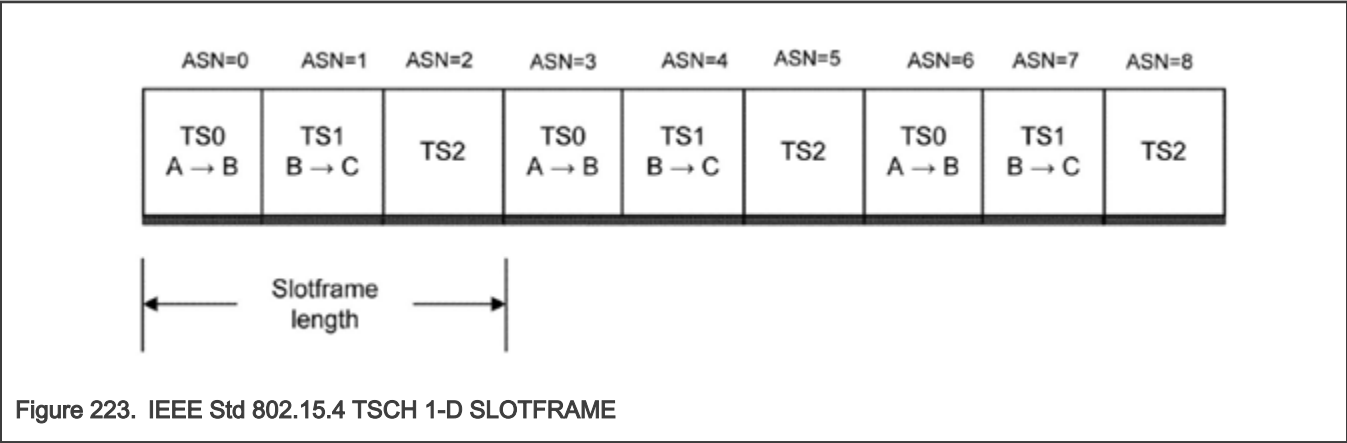 ASN=0 ASN=1 ASN=2 ASN=3 ASN=4 ASN=5 ASN=6 ASN=7 ASN=8
TS0 TS1 TS2 TS0 TS1 TS2 TS0 TS1 TS2
A → B B → C A → B B → C A → B B → C
Slotframe
length
Figure 223. IEEE Std 802.15.4 TSCH 1-D SLOTFRAME